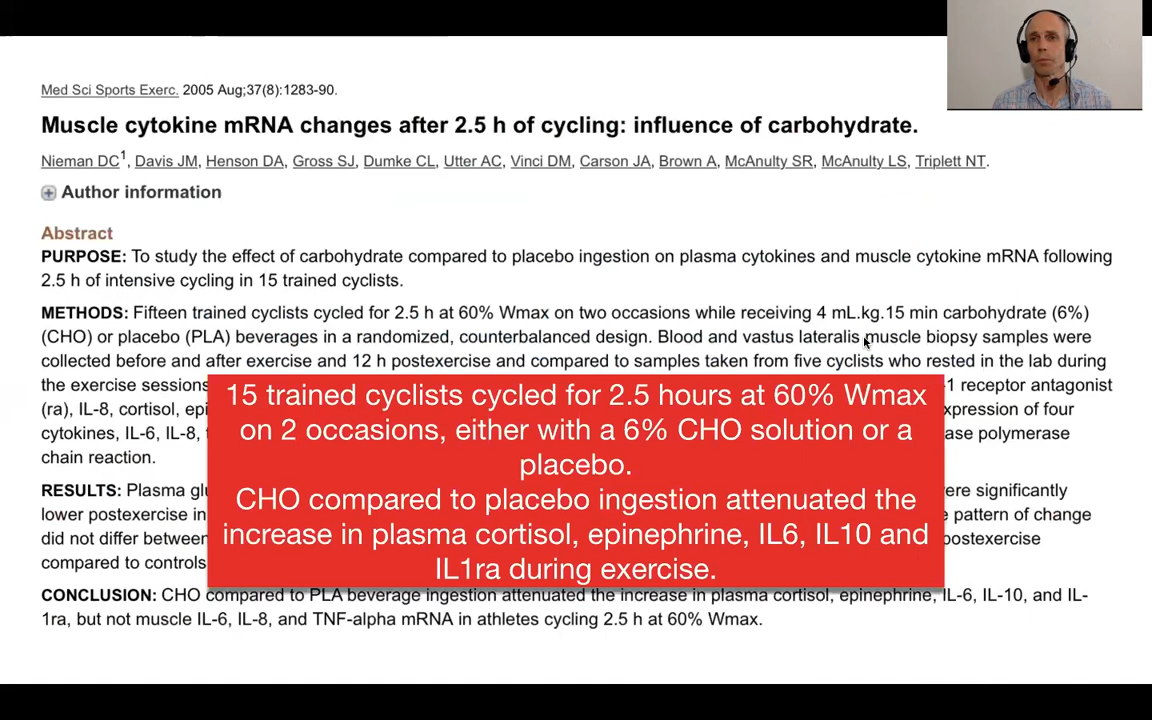 Med Sci Sports Exerc. 2005 Aug;37(8):1283-90.
Muscle cytokine mRNA changes after 2.5 h of cycling: influence of carbohydrate.
Nieman DC1, Davis JM, Henson DA, Gross SJ, Dumke CL, Utter AC, Vinci DM, Carson JA, Brown A, McAnulty SR, McAnulty LS, Triplett NT.
Author information
Abstract
PURPOSE: To study the effect of carbohydrate compared to placebo ingestion on plasma cytokines and muscle cytokine mRNA following
2.5 h of intensive cycling in 15 trained cyclists.
METHODS: Fifteen trained cyclists cycled for 2.5 h at 60% Wmax on two occasions while receiving 4 mL.kg.15 min carbohydrate (6%)
(CHO) or placebo (PLA) beverages in a randomized, counterbalanced design. Blood and vastus lateralis muscle biopsy samples were
collected before and after exercise and 12 h postexercise and compared to samples taken from five cyclists who rested in the lab during
the exercise sessions -1 receptor antagonist
(ra), IL-8, cortisol, of four
cytokines, IL-6, IL-8, polymerase
chain reaction.
RESULTS: Plasma significantly
lower postexercise in pattern of change
did not differ between postexercise
compared to controls
15 trained cyclists cycled for 2.5 hours at 60% Wmax
on 2 occasions, either with a 6% CHO solution or a
placebo.
CHO compared to placebo ingestion attenuated the
increase in plasma cortisol, epinephrine, IL6, IL10 and
IL1ra during exercise.
CONCLUSION: CHO compared to PLA beverage ingestion attenuated the increase in plasma cortisol, epinephrine, IL-6, IL-10, and IL-
1ra, but not muscle IL-6, IL-8, and TNF-alpha mRNA in athletes cycling 2.5 h at 60% Wmax.